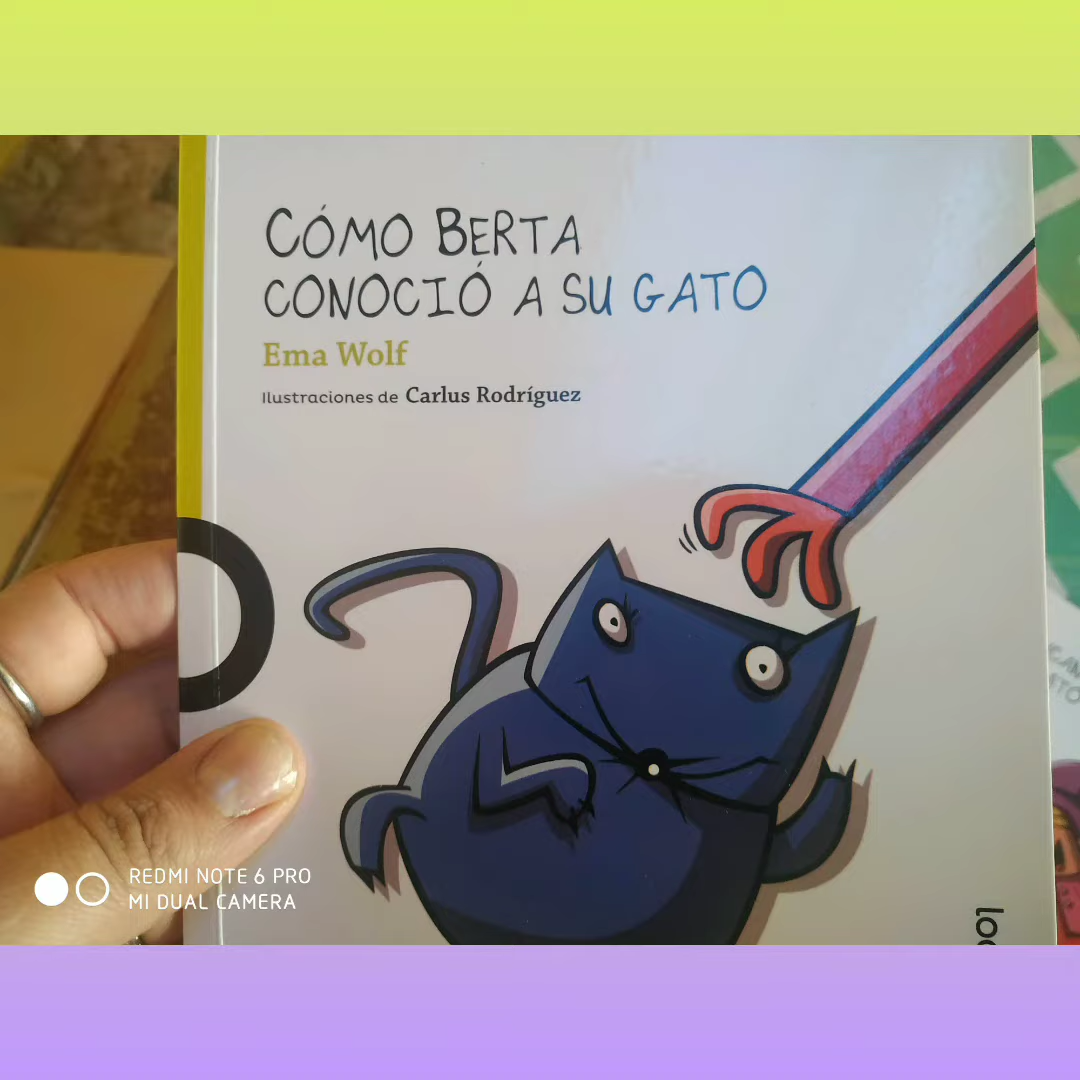 CÓMO BERTA
CONOCIÓ A SU GATO
Ema Wolf
Ilustraciones de Carlus Rodríguez
REDMI NOTE 6 PRO
MI DUAL CAMERA